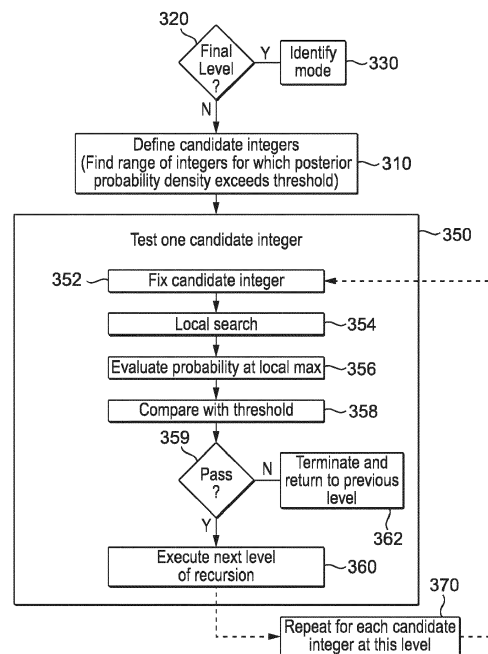 320
Final
Level
?
Y
Identify
mode
330
N
Define candidate integers
(Find range of integers for which posterior
probability density exceeds threshold)
310
350
Test one candidate integer
352
Fix candidate integer
Local search
354
Evaluate probability at local max
356
Compare with threshold
358
359
Pass
?
N
Terminate and
return to previous
level
362
Y
Execute next level
of recursion
360
370
Repeat for each candidate
integer at this level